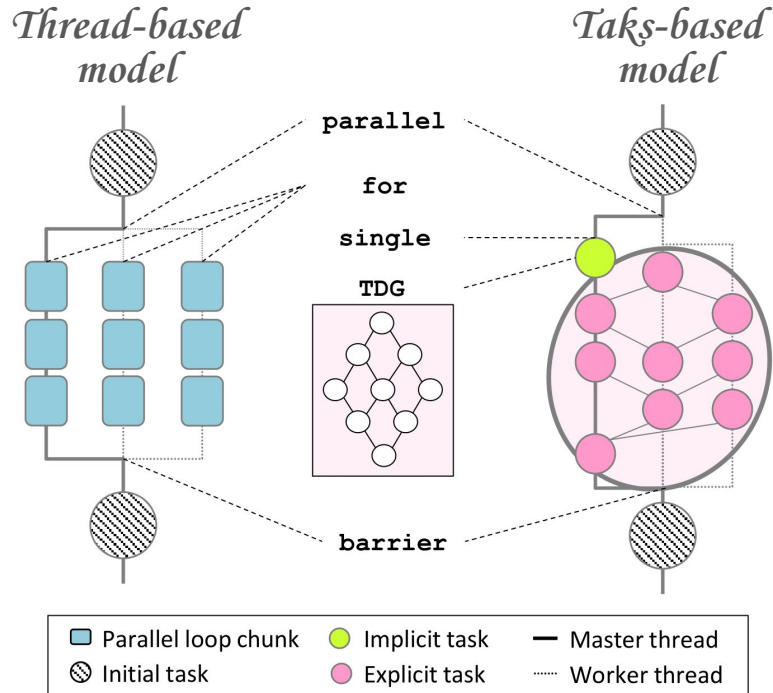 Thread-based
model
Taks-based
model
parallel
for
single
TDG
barrier
Parallel loop chunk
Implicit task
Master thread
Initial task
Explicit task
Worker thread